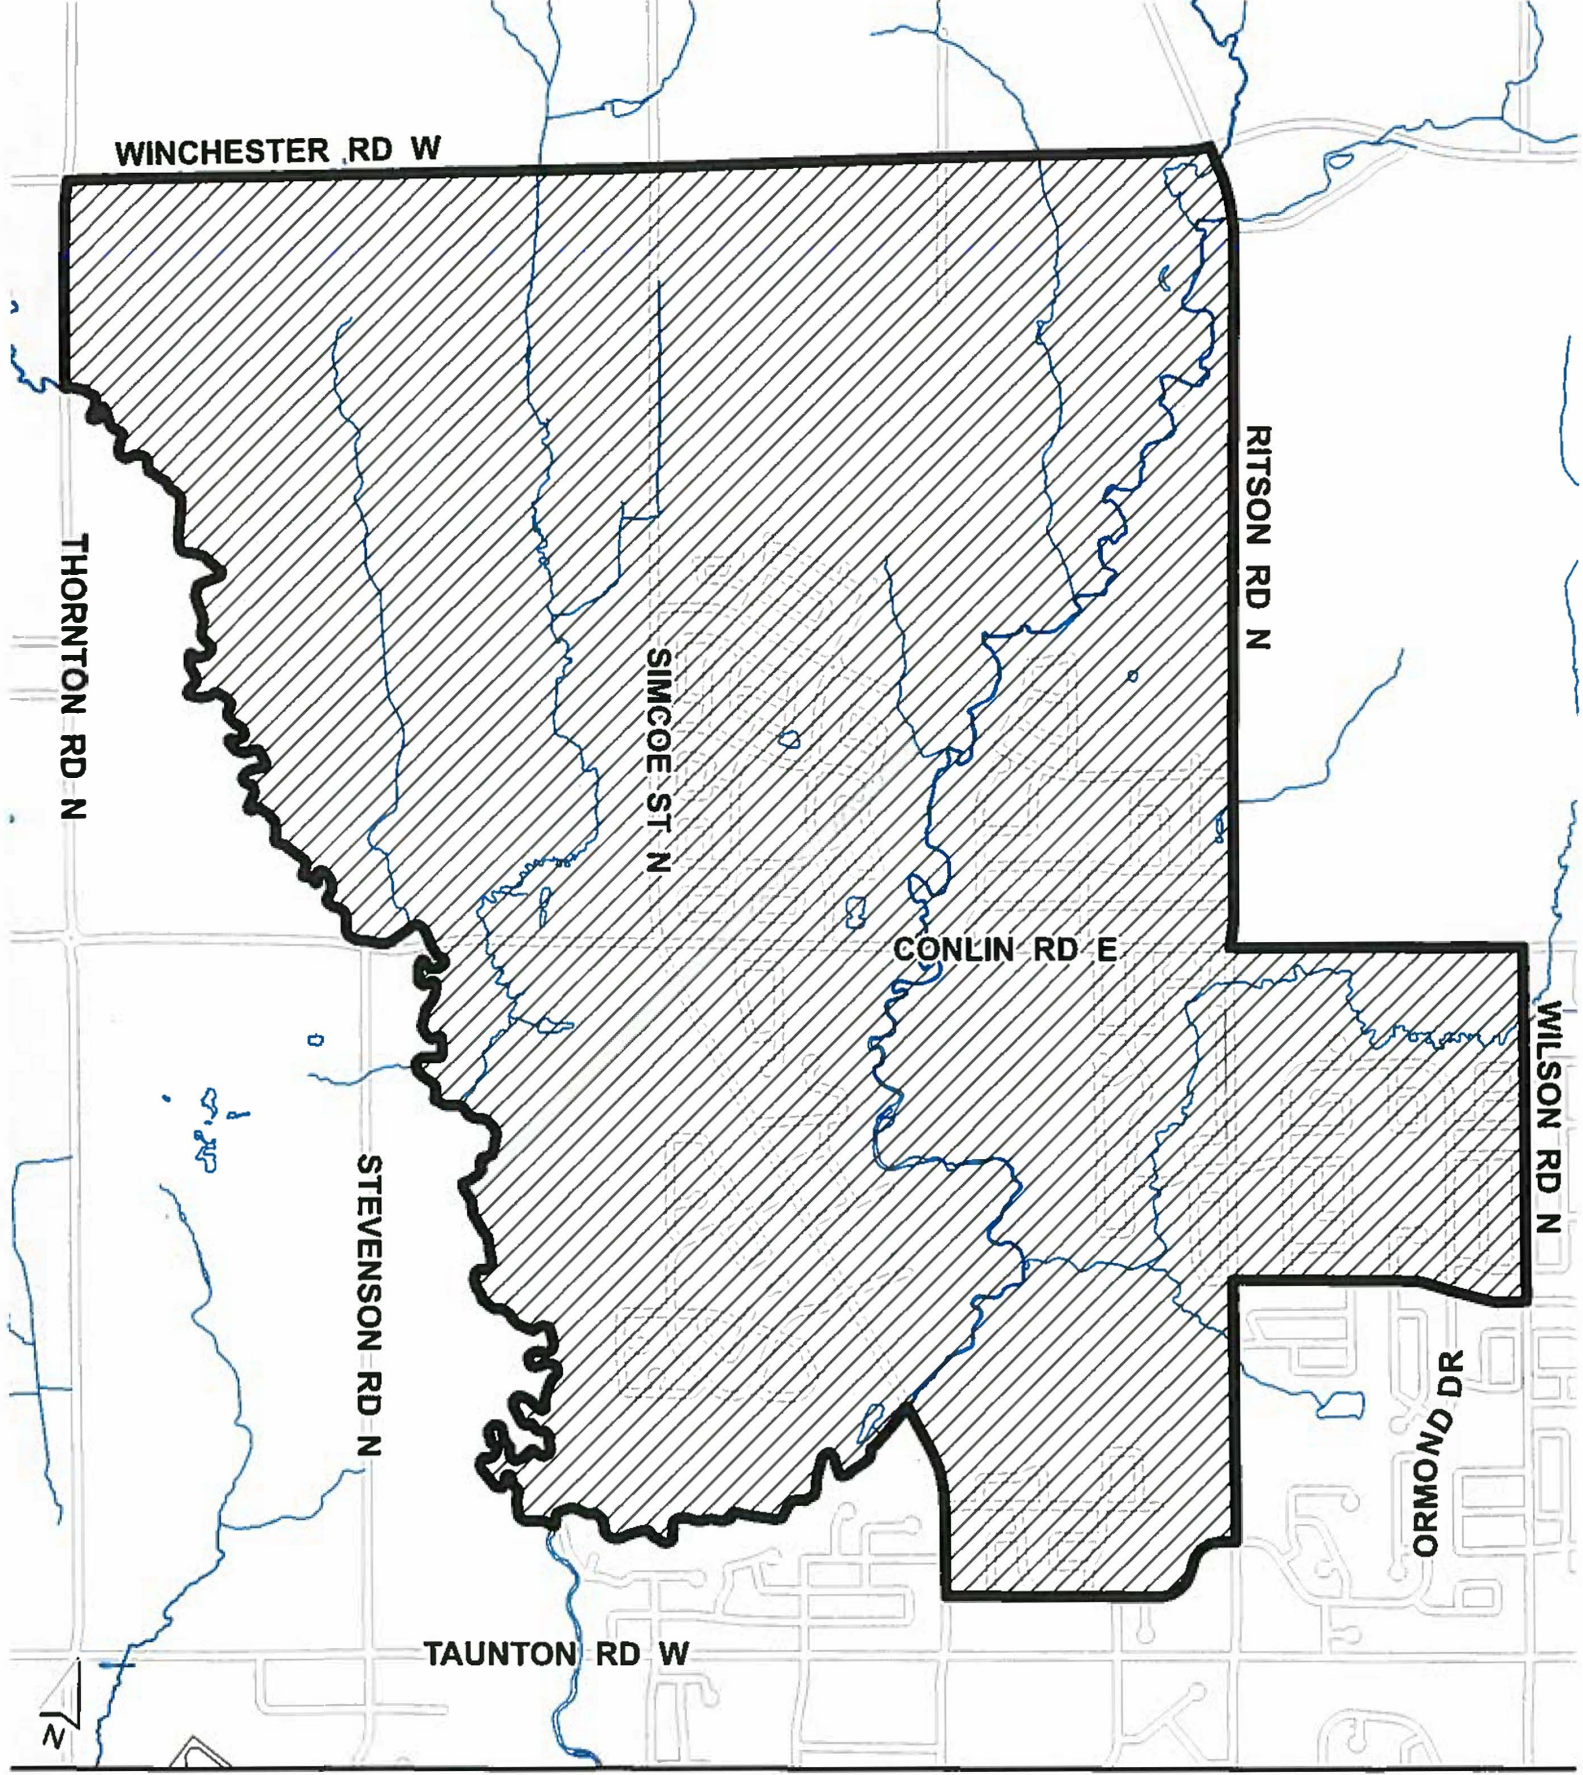 WINCHESTER RD W
RITSON RD N
THORNTON RD N
SIMCOE ST N
CONLIN RD E
WILSON RD N
STEVENSON RD N
ORMOND DR
TAUNTON RD W
N